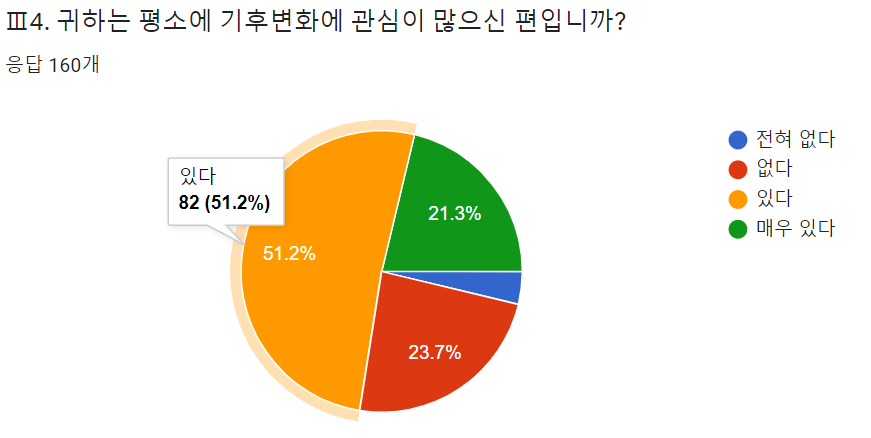 Ⅲ4. 귀하는 평소에 기후변화에 관심이 많으신 편입니까?
응답 160개
있다
82 (51.2%)
21.3%
51.2%
23.7%
전혀 없다
없다
있다
매우 있다